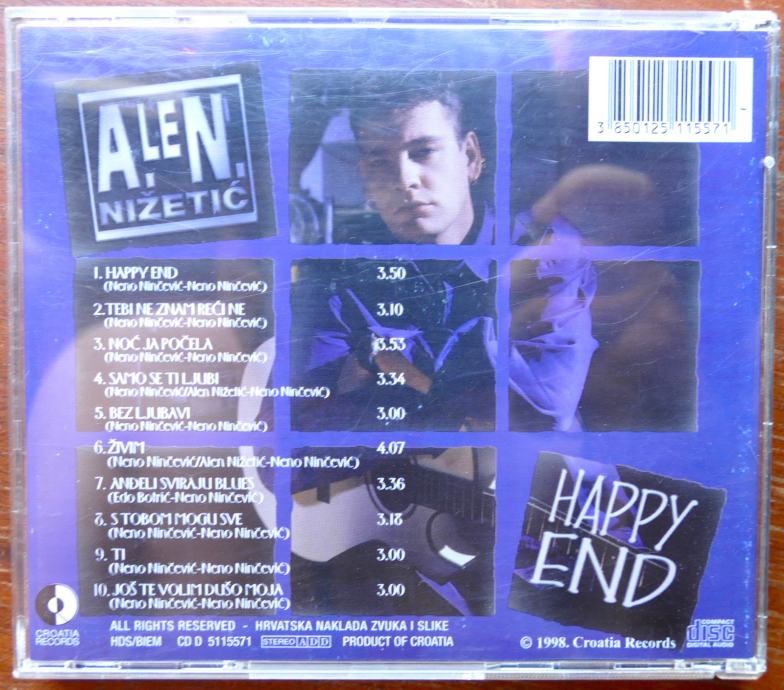 ALEN
NIŽETIĆ
3 850125 115571
1. HAPPY END 3.50
(Neno Ninčević-Neno Ninčević)
2. TEBI NE ZNAM REĆI NE 3.10
(Neno Ninčević-Neno Ninčević)
3. NOĆ JA POČELA 3.53
(Neno Ninčević-Neno Ninčević)
4. SAMO SE TI LJUBI 3.34
(Neno Ninčević/Alen Nižetić-Neno Ninčević)
5. BEZ LJUBAVI 3.00
(Neno Ninčević-Neno Ninčević)
6. ŽIVIM 4.07
(Neno Ninčević/Alen Nižetić-Neno Ninčević)
7. ANĐELI SVIRAJU BLUES 3.36
(Edo Botrić-Neno Ninčević)
8. S TOBOM MOGU SVE 3.18
(Neno Ninčević-Neno Ninčević)
9. TI 3.00
(Neno Ninčević-Neno Ninčević)
10. JOŠ TE VOLIM DUŠO MOJA 3.00
(Neno Ninčević-Neno Ninčević)
HAPPY
END
CROATIA
RECORDS
ALL RIGHTS RESERVED - HRVATSKA NAKLADA ZVUKA I SLIKE
HDS/BIEM CD D 5115571 STEREO ADD PRODUCT OF CROATIA
© 1998. Croatia Records
COMPACT
disc
DIGITAL AUDIO